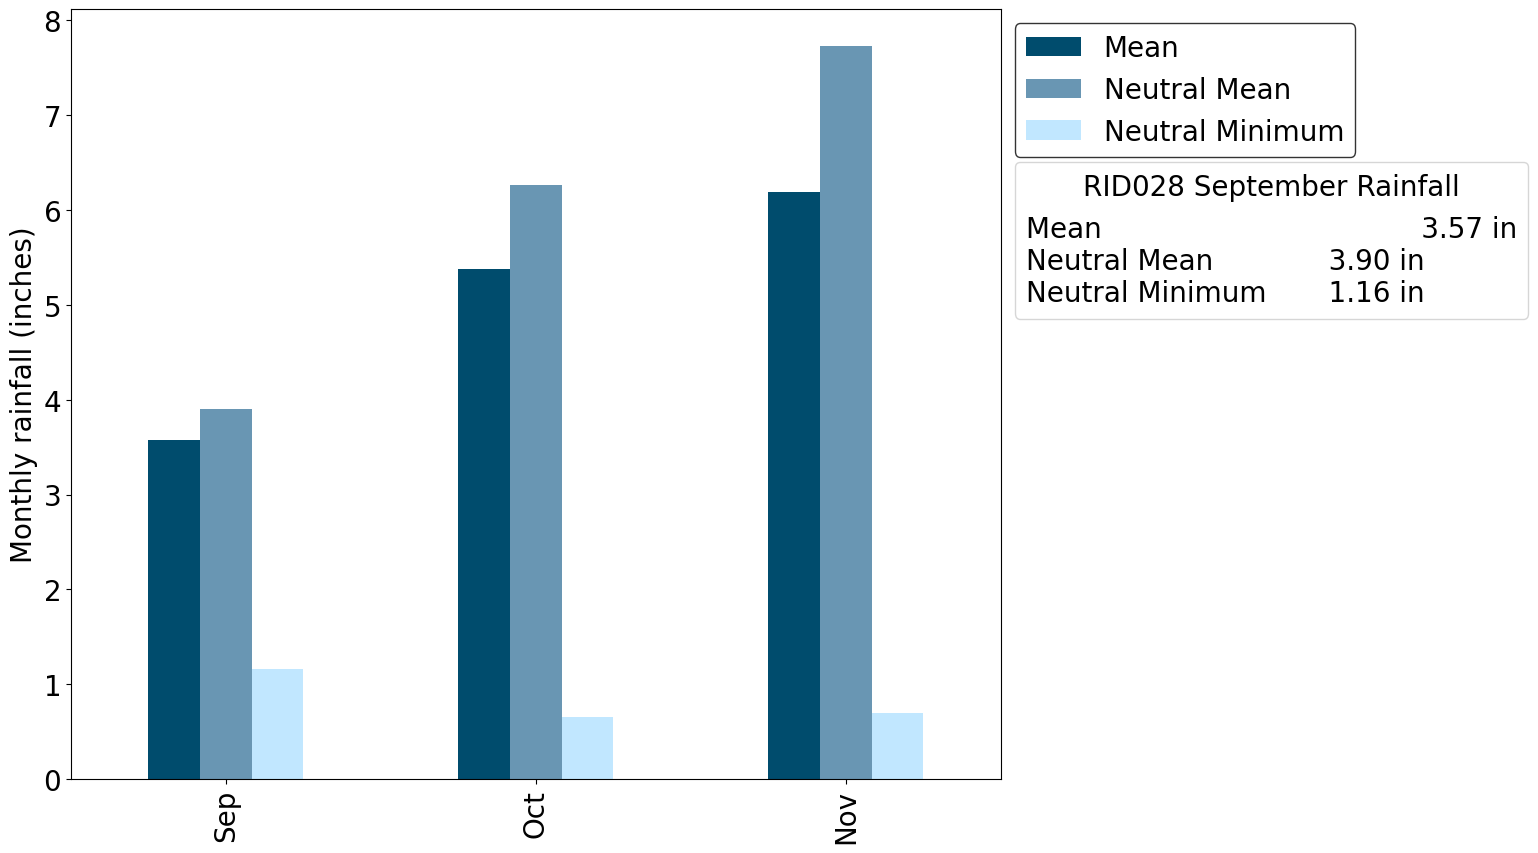 8
7
6
5
4
3
2
1
0
Monthly rainfall (inches)
Sep
Oct
Nov
Mean
Neutral Mean
Neutral Minimum
RID028 September Rainfall
Mean 3.57 in
Neutral Mean 3.90 in
Neutral Minimum 1.16 in